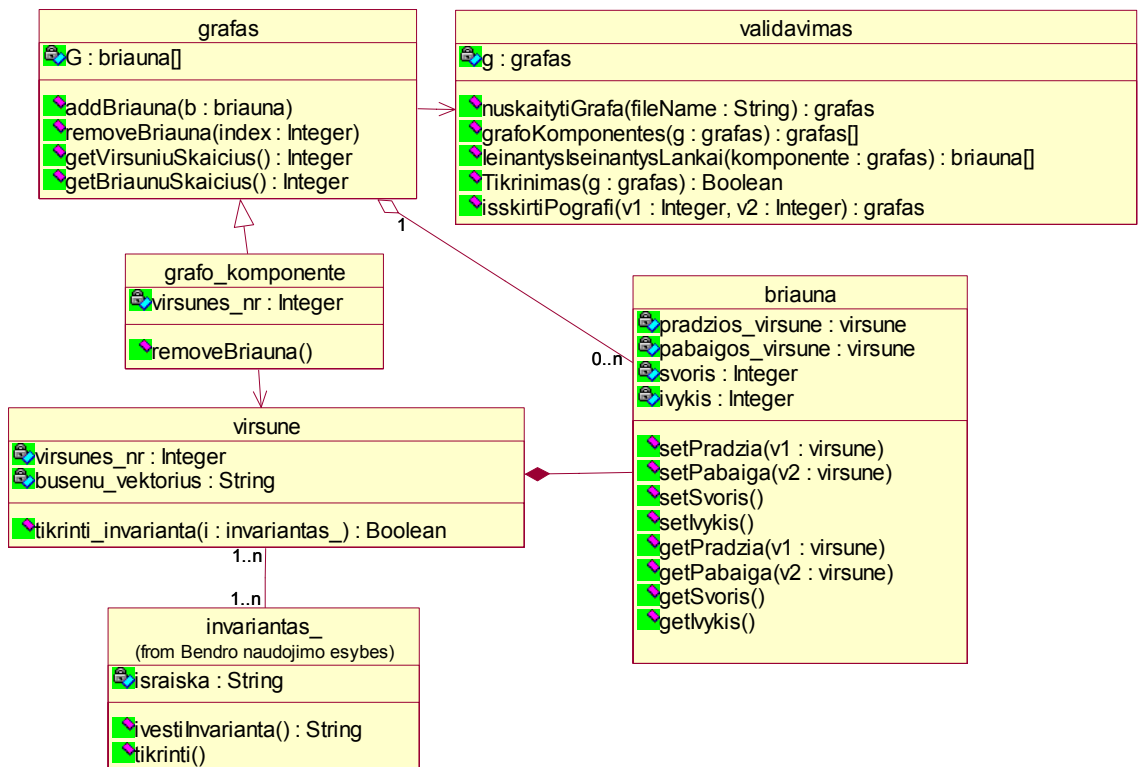 grafas
G : briauna[]
addBriauna(b : briauna)
removeBriauna(index : Integer)
getVirsuniuSkaicius() : Integer
getBriaunuSkaicius() : Integer
validavimas
g : grafas
nuskaitytiGrafa(fileName : String) : grafas
grafoKomponentes(g : grafas) : grafas[]
IeinantysIseinantysLankai(komponente : grafas) : briauna[]
Tikrinimas(g : grafas) : Boolean
isskirtiPografi(v1 : Integer, v2 : Integer) : grafas
1
0..n
grafo_komponente
virsunes_nr : Integer
removeBriauna()
briauna
pradzios_virsune : virsune
pabaigos_virsune : virsune
svoris : Integer
ivykis : Integer
setPradzia(v1 : virsune)
setPabaiga(v2 : virsune)
setSvoris()
setIvykis()
getPradzia(v1 : virsune)
getPabaiga(v2 : virsune)
getSvoris()
getIvykis()
virsune
virsunes_nr : Integer
busenu_vektorius : String
tikrinti_invarianta(i : invariantas_) : Boolean
1..n
1..n
invariantas_
(from Bendro naudojimo esybes)
israiska : String
ivestiInvarianta() : String
tikrinti()